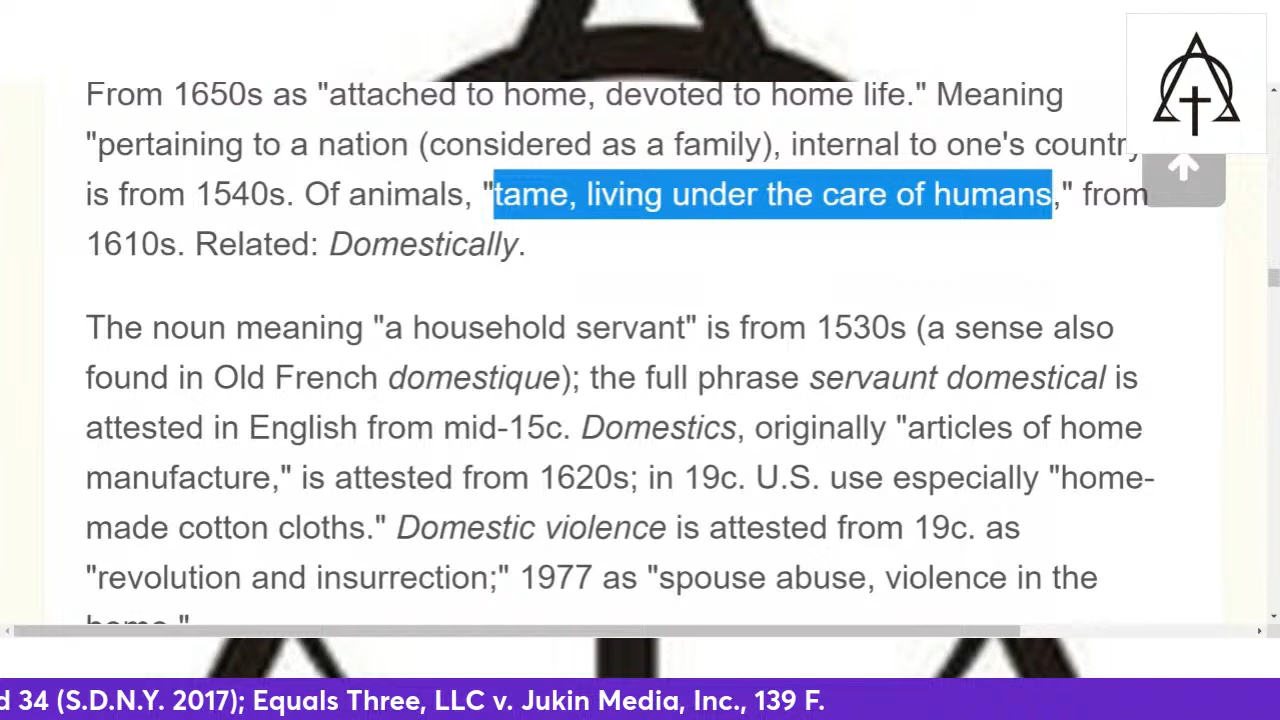 From 1650s as "attached to home, devoted to home life." Meaning
"pertaining to a nation (considered as a family), internal to one's country
is from 1540s. Of animals, "tame, living under the care of humans," from
1610s. Related: Domestically.
The noun meaning "a household servant" is from 1530s (a sense also
found in Old French domestique); the full phrase servaunt domestical is
attested in English from mid-15c. Domestics, originally "articles of home
manufacture," is attested from 1620s; in 19c. U.S. use especially "home-
made cotton cloths." Domestic violence is attested from 19c. as
"revolution and insurrection;" 1977 as "spouse abuse, violence in the
home."
d 34 (S.D.N.Y. 2017); Equals Three, LLC v. Jukin Media, Inc., 139 F.